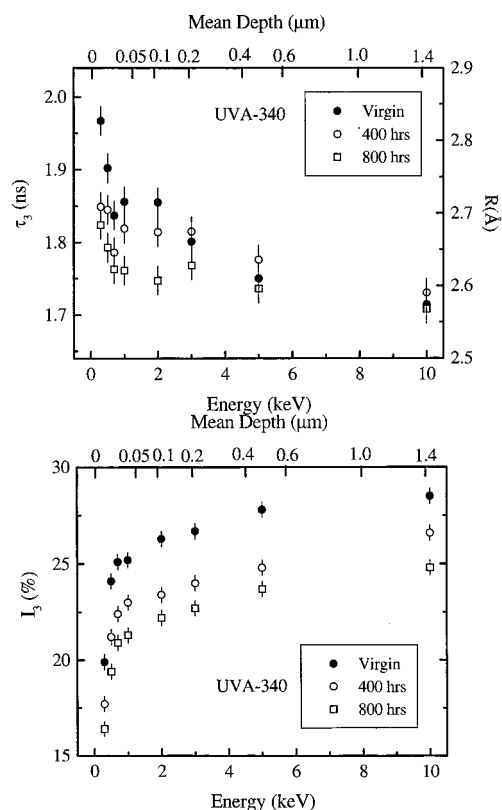 Mean Depth (μm)
0 0.05 0.1 0.2 0.5 0.6 1.0 1.4
2.0
1.9
1.8
1.7
τ₃ (ns)
UVA-340
Virgin
400 hrs
800 hrs
2.9
2.8
2.7
2.6
2.5
R(Å)
0 2 4 6 8 10
Energy (keV)
Mean Depth (μm)
0 0.05 0.1 0.2 0.5 0.6 1.0 1.4
30
25
20
15
I₃ (%)
UVA-340
Virgin
400 hrs
800 hrs
0 2 4 6 8 10
Energy (keV)